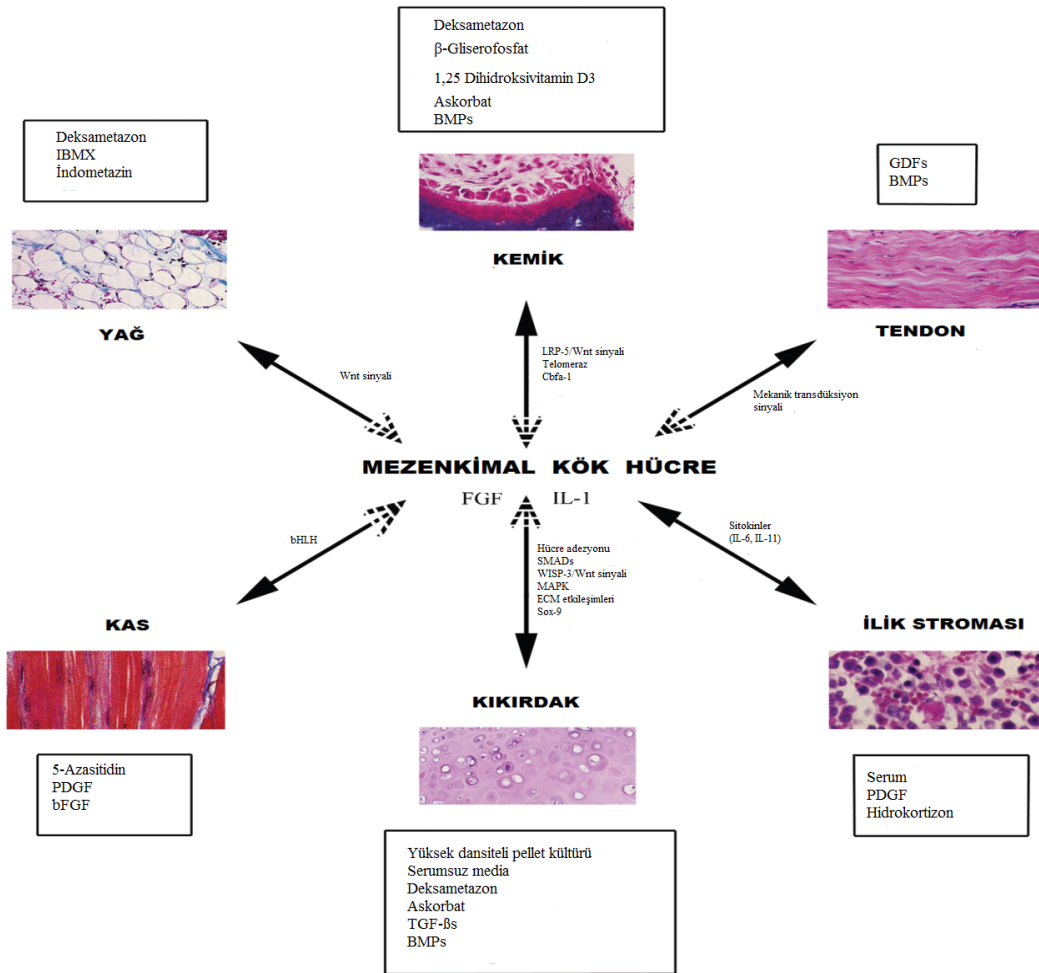 Deksametazon
β-Gliserofosfat
1,25 Dihidroksivitamin D3
Askorbat
BMPs
Deksametazon
IBMX
İndometazin
GDFs
BMPs
KEMİK
YAĞ
TENDON
LRP-5/Wnt sinyali
Telomeraz
Cbfa-1
Wnt sinyali
Mekanik transdüksiyon
sinyali
MEZENKİMAL KÖK HÜCRE
FGF IL-1
bHLH
Hücre adezyonu
SMADs
WISP-3/Wnt sinyali
MAPK
ECM etkileşimleri
Sox-9
Sitokinler
(IL-6, IL-11)
KAS
İLİK STROMASI
KIKIRDAK
5-Azasitidin
PDGF
bFGF
Serum
PDGF
Hidrokortizon
Yüksek dansiteli pellet kültürü
Serumsuz media
Deksametazon
Askorbat
TGF-ßs
BMPs